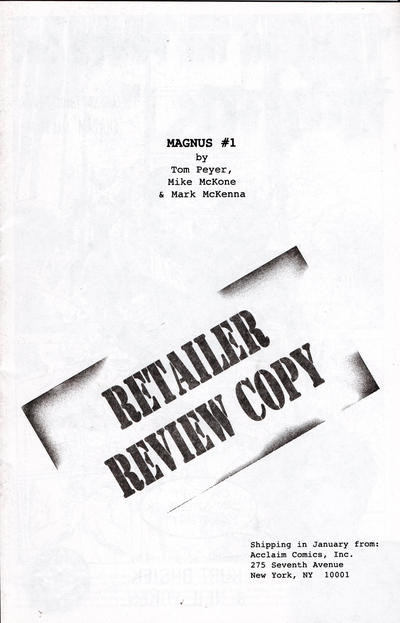 MAGNUS #1
by
Tom Peyer,
Mike McKone
& Mark McKenna
RETAILER
REVIEW COPY
Shipping in January from:
Acclaim Comics, Inc.
275 Seventh Avenue
New York, NY  10001